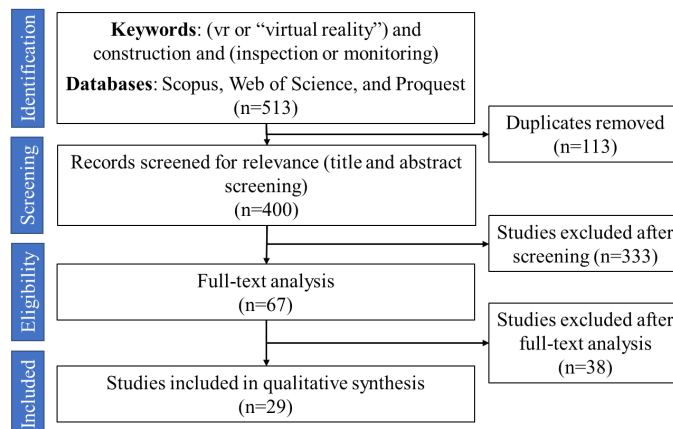 Identification
Keywords: (vr or “virtual reality”) and
construction and (inspection or monitoring)
Databases: Scopus, Web of Science, and Proquest
(n=513)
Duplicates removed
(n=113)
Screening
Records screened for relevance (title and abstract
screening)
(n=400)
Studies excluded after
screening (n=333)
Eligibility
Full-text analysis
(n=67)
Studies excluded after
full-text analysis
(n=38)
Included
Studies included in qualitative synthesis
(n=29)